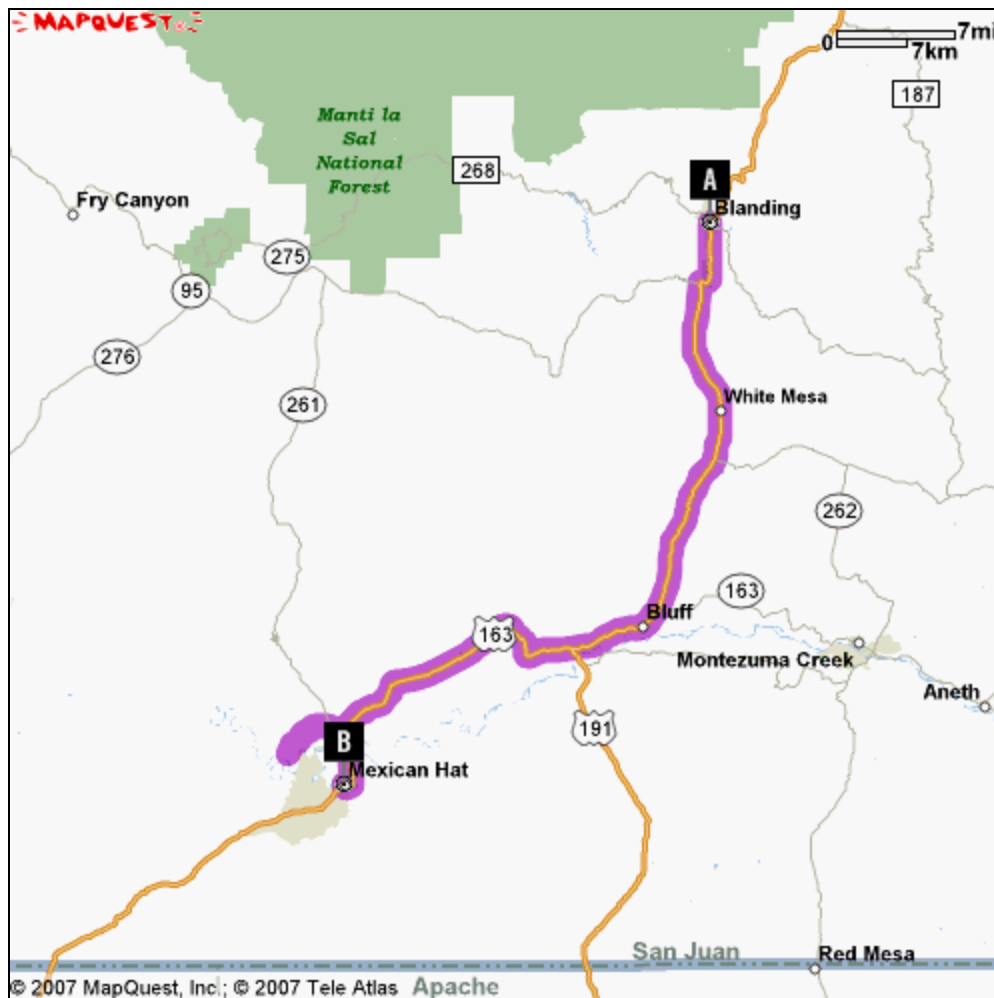 MAPQUEST
0 7mi
7km
187
Manti la
Sal
National
Forest
268
A
Fry Canyon
Blanding
275
95
276
261
White Mesa
262
163
Bluff
163
Montezuma Creek
Aneth
191
B
Mexican Hat
San Juan
Red Mesa
© 2007 MapQuest, Inc.; © 2007 Tele Atlas
Apache